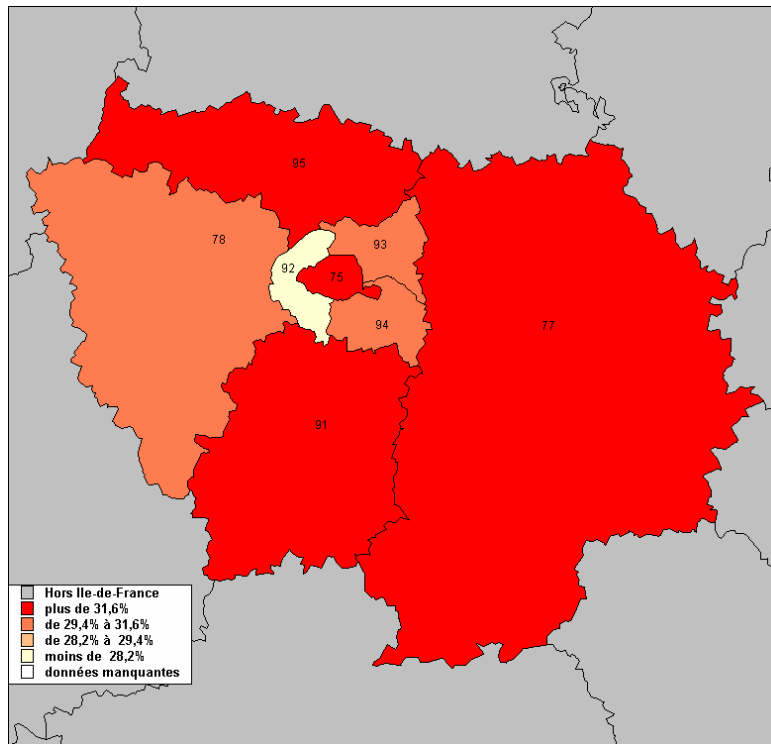 95
78
93
92
75
94
77
91
Hors Ile-de-France
plus de 31,6%
de 29,4% à 31,6%
de 28,2% à 29,4%
moins de 28,2%
données manquantes